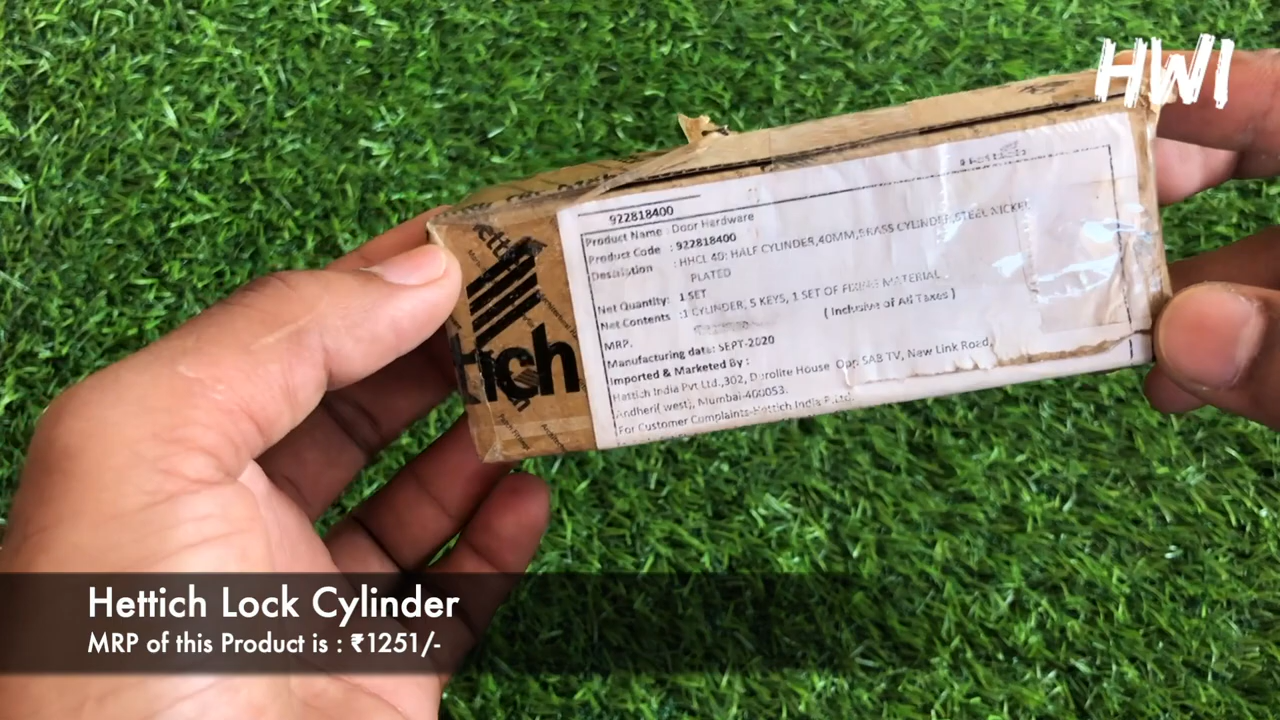 HWI
922818400
Product Name : Door Hardware
Product Code : 922818400
Desalation : HHCL 40: HALF CYLINDER,40MM,BRASS CYLINDER,STEEL NICKEL
PLATED
Net Quantity: 1 SET
Net Contents :1 CYLINDER, 5 KEYS, 1 SET OF FIXING MATERIAL
MRP. ( Inclusive of All Taxes )
Manufacturing date: SEPT-2020
Imported & Marketed By :
Hettich India Pvt Ltd.,302, Durolite House Opp SAB TV, New Link Road,
Andheri( west), Mumbai-400053.
For Customer Complaints-Hettich India P.Ltd.
ettich
tich
Hettich Lock Cylinder
MRP of this Product is : ₹1251/-